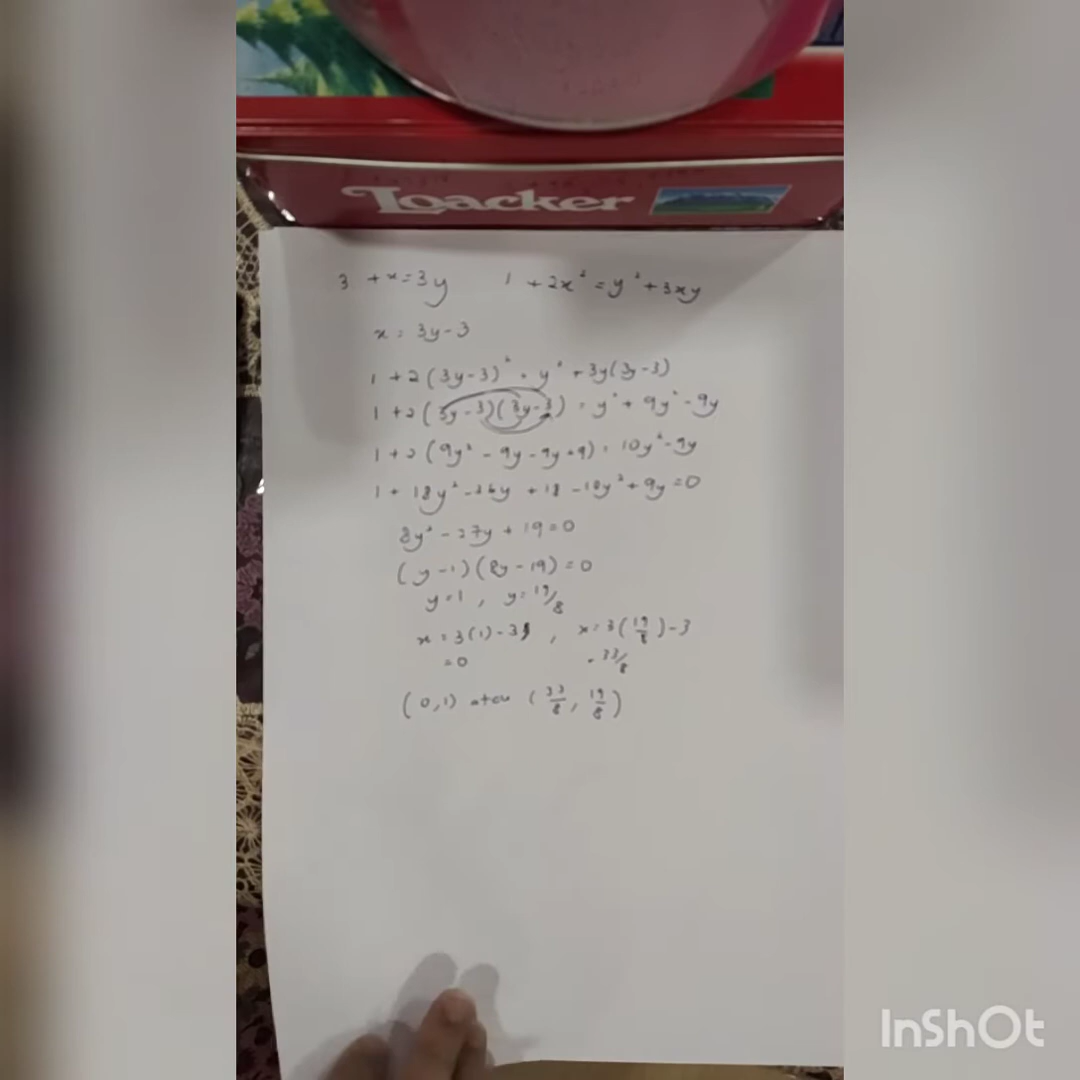 Loacker
3 + x = 3y 1 + 2x² = y² + 3xy
x = 3y - 3
1 + 2(3y - 3)² = y² + 3y(3y - 3)
1 + 2(3y - 3)(3y - 3) = y² + 9y² - 9y
1 + 2(9y² - 9y - 9y + 9) = 10y² - 9y
1 + 18y² - 36y + 18 - 10y² + 9y = 0
8y² - 27y + 19 = 0
(y - 1)(8y - 19) = 0
y = 1, y = 19/8
x = 3(1) - 3, x = 3(19/8) - 3
= 0 = 33/8
(0, 1) atau (33/8, 19/8)
InShOt